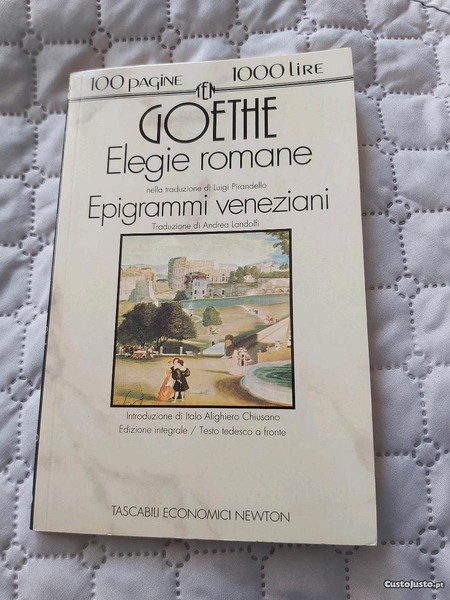 100 PAGINE 1000 LIRE
TEN
GOETHE
Elegie romane
nella traduzione di Luigi Pirandello
Epigrammi veneziani
Traduzione di Andrea Landolfi
Introduzione di Italo Alighiero Chiusano
Edizione integrale / Testo tedesco a fronte
TASCABILI ECONOMICI NEWTON
CustoJusto.pt